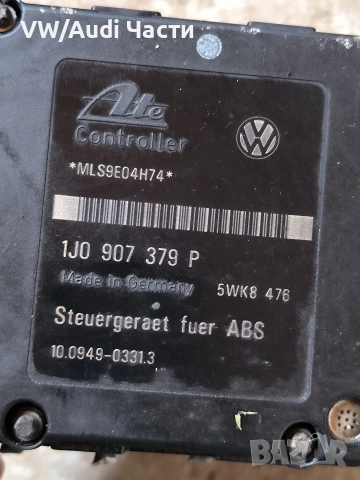 VW/Audi Части
Ate
Controller
*MLS9E04H74*
1J0 907 379 P
Made in Germany 5WK8 476
Steuergeraet fuer ABS
10.0949-0331.3
BAZAR